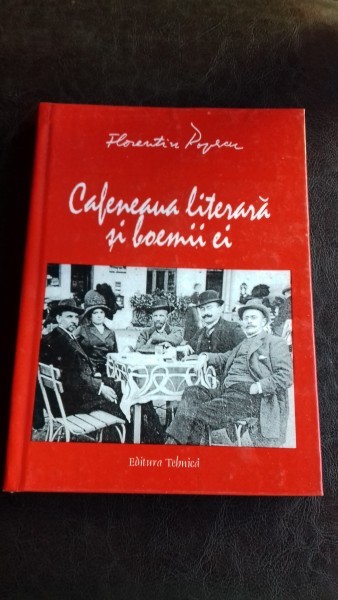 Florentin Popescu
Cafeneaua literară
și boemii ei
Editura Tehnică